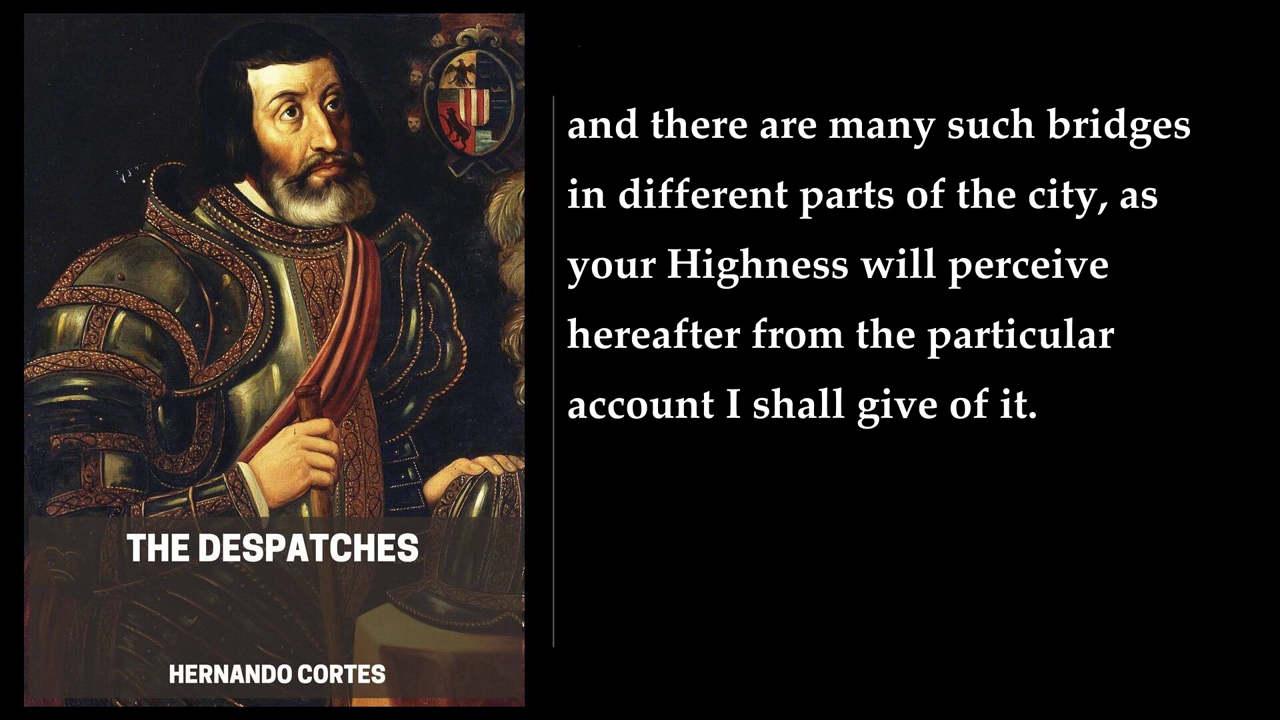 and there are many such bridges
in different parts of the city, as
your Highness will perceive
hereafter from the particular
account I shall give of it.
THE DESPATCHES
HERNANDO CORTES